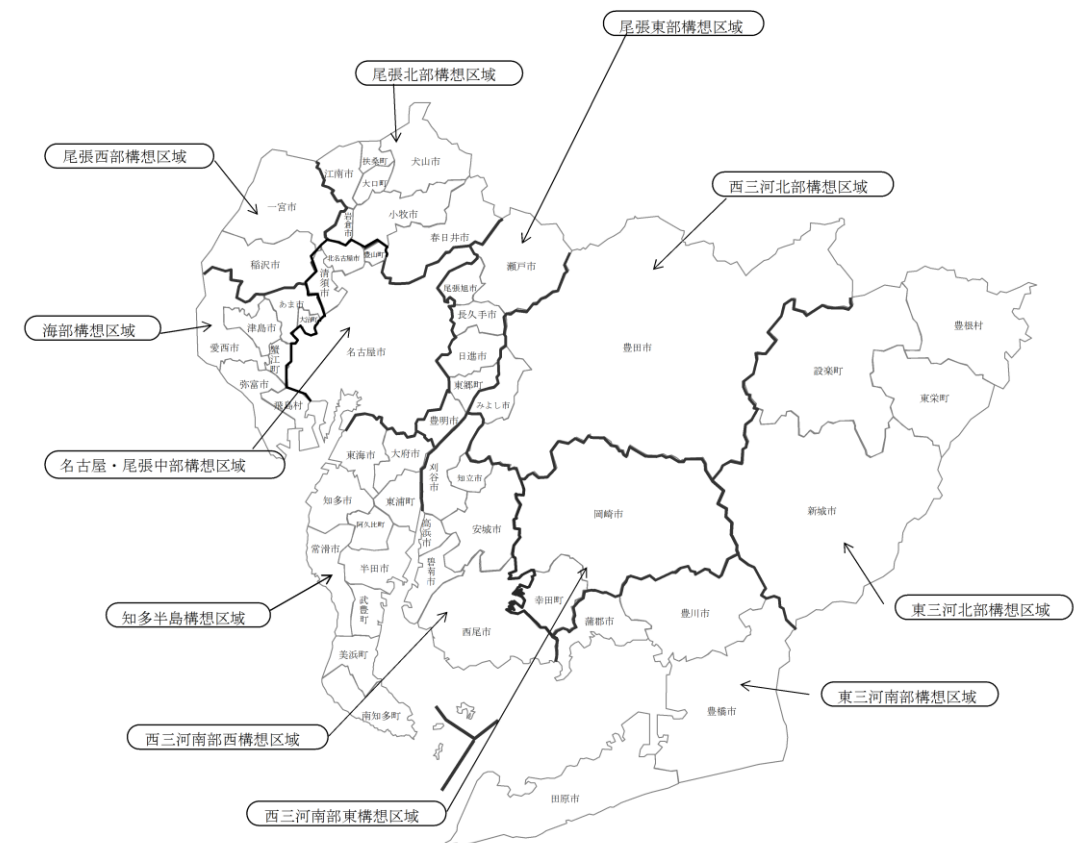 尾張東部構想区域
尾張北部構想区域
尾張西部構想区域
西三河北部構想区域
扶桑町
犬山市
江南市
大口町
一宮市
岩倉市
小牧市
春日井市
稲沢市
北名古屋市
豊山町
瀬戸市
清須市
尾張旭市
あま市
大治町
長久手市
海部構想区域
津島市
愛西市
蟹江町
名古屋市
日進市
豊田市
豊根村
設楽町
弥富市
東郷町
東栄町
飛島村
みよし市
豊明市
名古屋・尾張中部構想区域
東海市
大府市
刈谷市
知立市
知多市
東浦町
岡崎市
新城市
阿久比町
高浜市
安城市
常滑市
半田市
碧南市
武豊町
幸田町
知多半島構想区域
東三河北部構想区域
蒲郡市
豊川市
西尾市
美浜町
東三河南部構想区域
南知多町
豊橋市
西三河南部西構想区域
田原市
西三河南部東構想区域